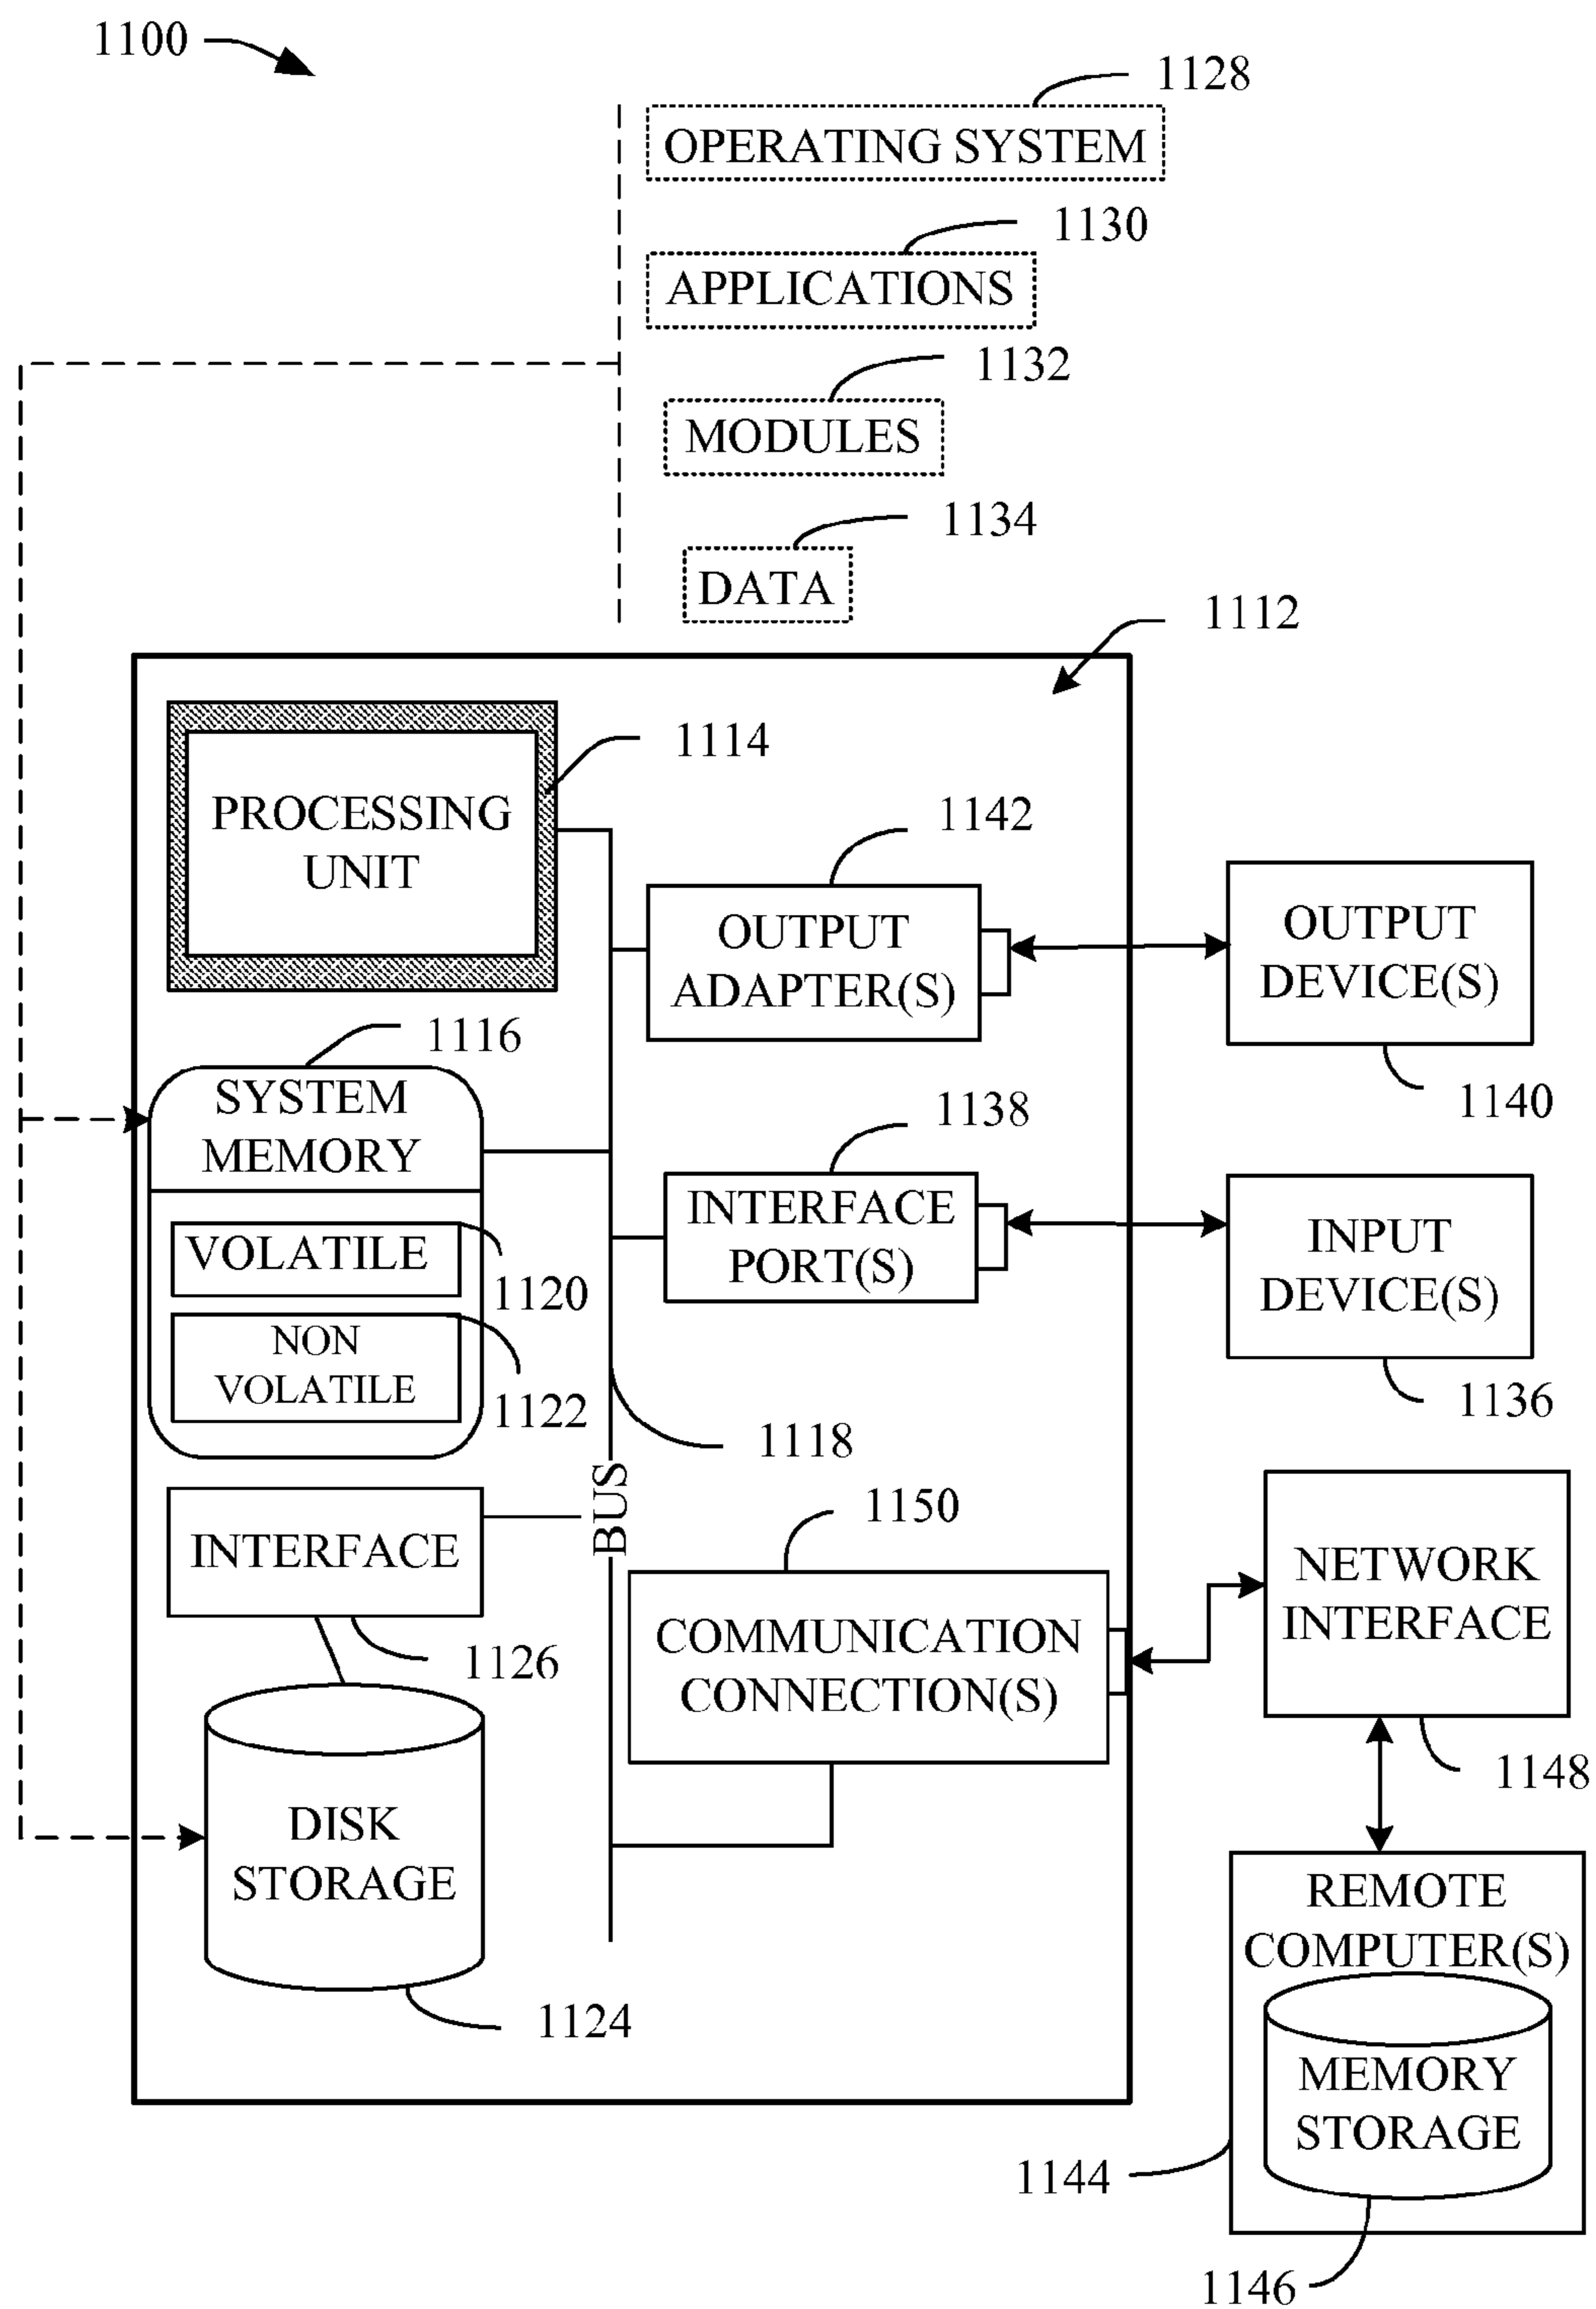 1100
1128
OPERATING SYSTEM
1130
APPLICATIONS
1132
MODULES
1134
DATA
1112
PROCESSING
UNIT
1114
1142
OUTPUT
ADAPTER(S)
OUTPUT
DEVICE(S)
1140
1116
SYSTEM
MEMORY
VOLATILE
1120
NON
VOLATILE
1122
1138
INTERFACE
PORT(S)
INPUT
DEVICE(S)
1136
1118
BUS
INTERFACE
1126
1150
COMMUNICATION
CONNECTION(S)
NETWORK
INTERFACE
1148
DISK
STORAGE
1124
REMOTE
COMPUTER(S)
MEMORY
STORAGE
1144
1146